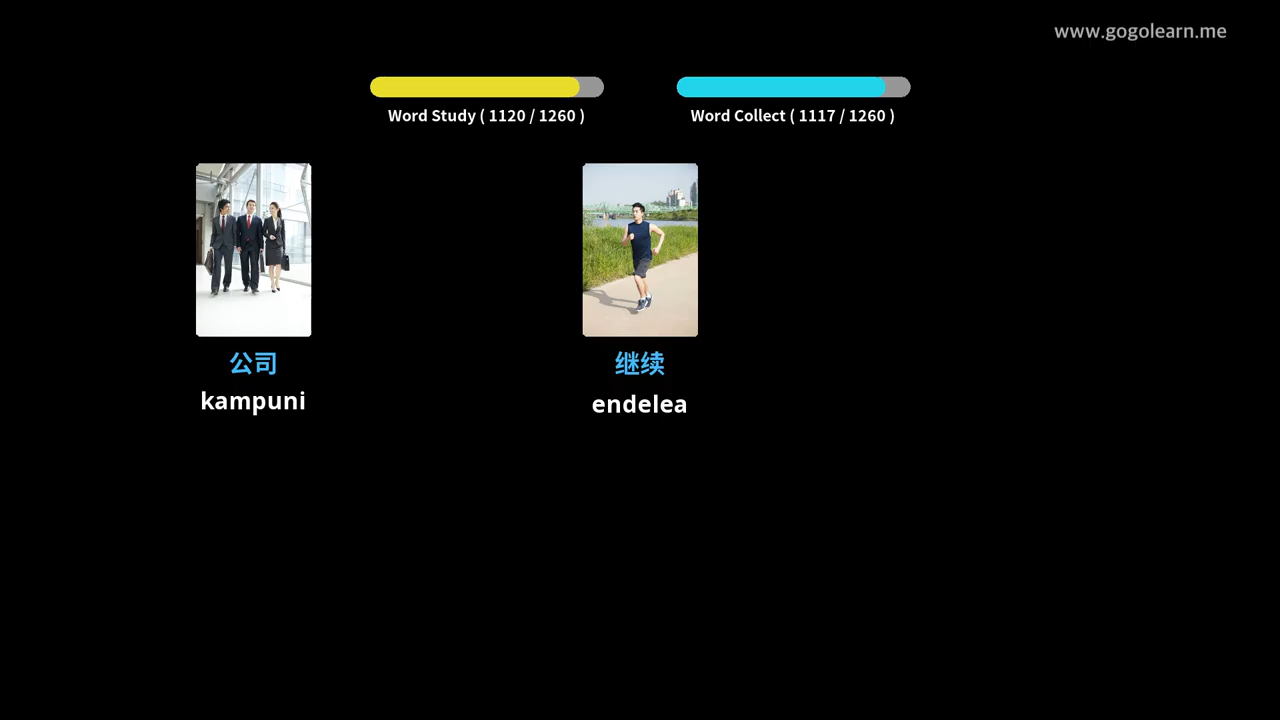 www.gogolearn.me
Word Study ( 1120 / 1260 )
Word Collect ( 1117 / 1260 )
公司
kampuni
继续
endelea